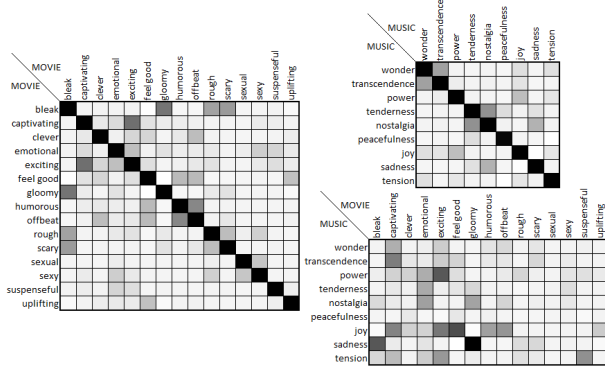 MOVIE
MOVIE
bleak
captivating
clever
emotional
exciting
feel good
gloomy
humorous
offbeat
rough
scary
sexual
sexy
suspenseful
uplifting
bleak
captivating
clever
emotional
exciting
feel good
gloomy
humorous
offbeat
rough
scary
sexual
sexy
suspenseful
uplifting
MUSIC
MUSIC
wonder
transcendence
power
tenderness
nostalgia
peacefulness
joy
sadness
tension
wonder
transcendence
power
tenderness
nostalgia
peacefulness
joy
sadness
tension
MOVIE
MUSIC
bleak
captivating
clever
emotional
exciting
feel good
gloomy
humorous
offbeat
rough
scary
sexual
sexy
suspenseful
uplifting
wonder
transcendence
power
tenderness
nostalgia
peacefulness
joy
sadness
tension